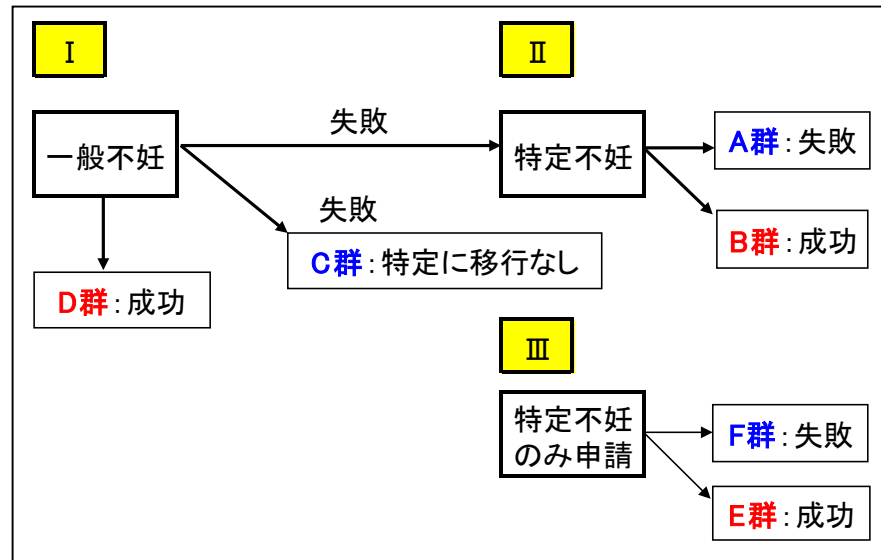 Ⅰ
Ⅱ
一般不妊
失敗
特定不妊
A群：失敗
失敗
B群：成功
C群：特定に移行なし
D群：成功
Ⅲ
特定不妊
のみ申請
F群：失敗
E群：成功